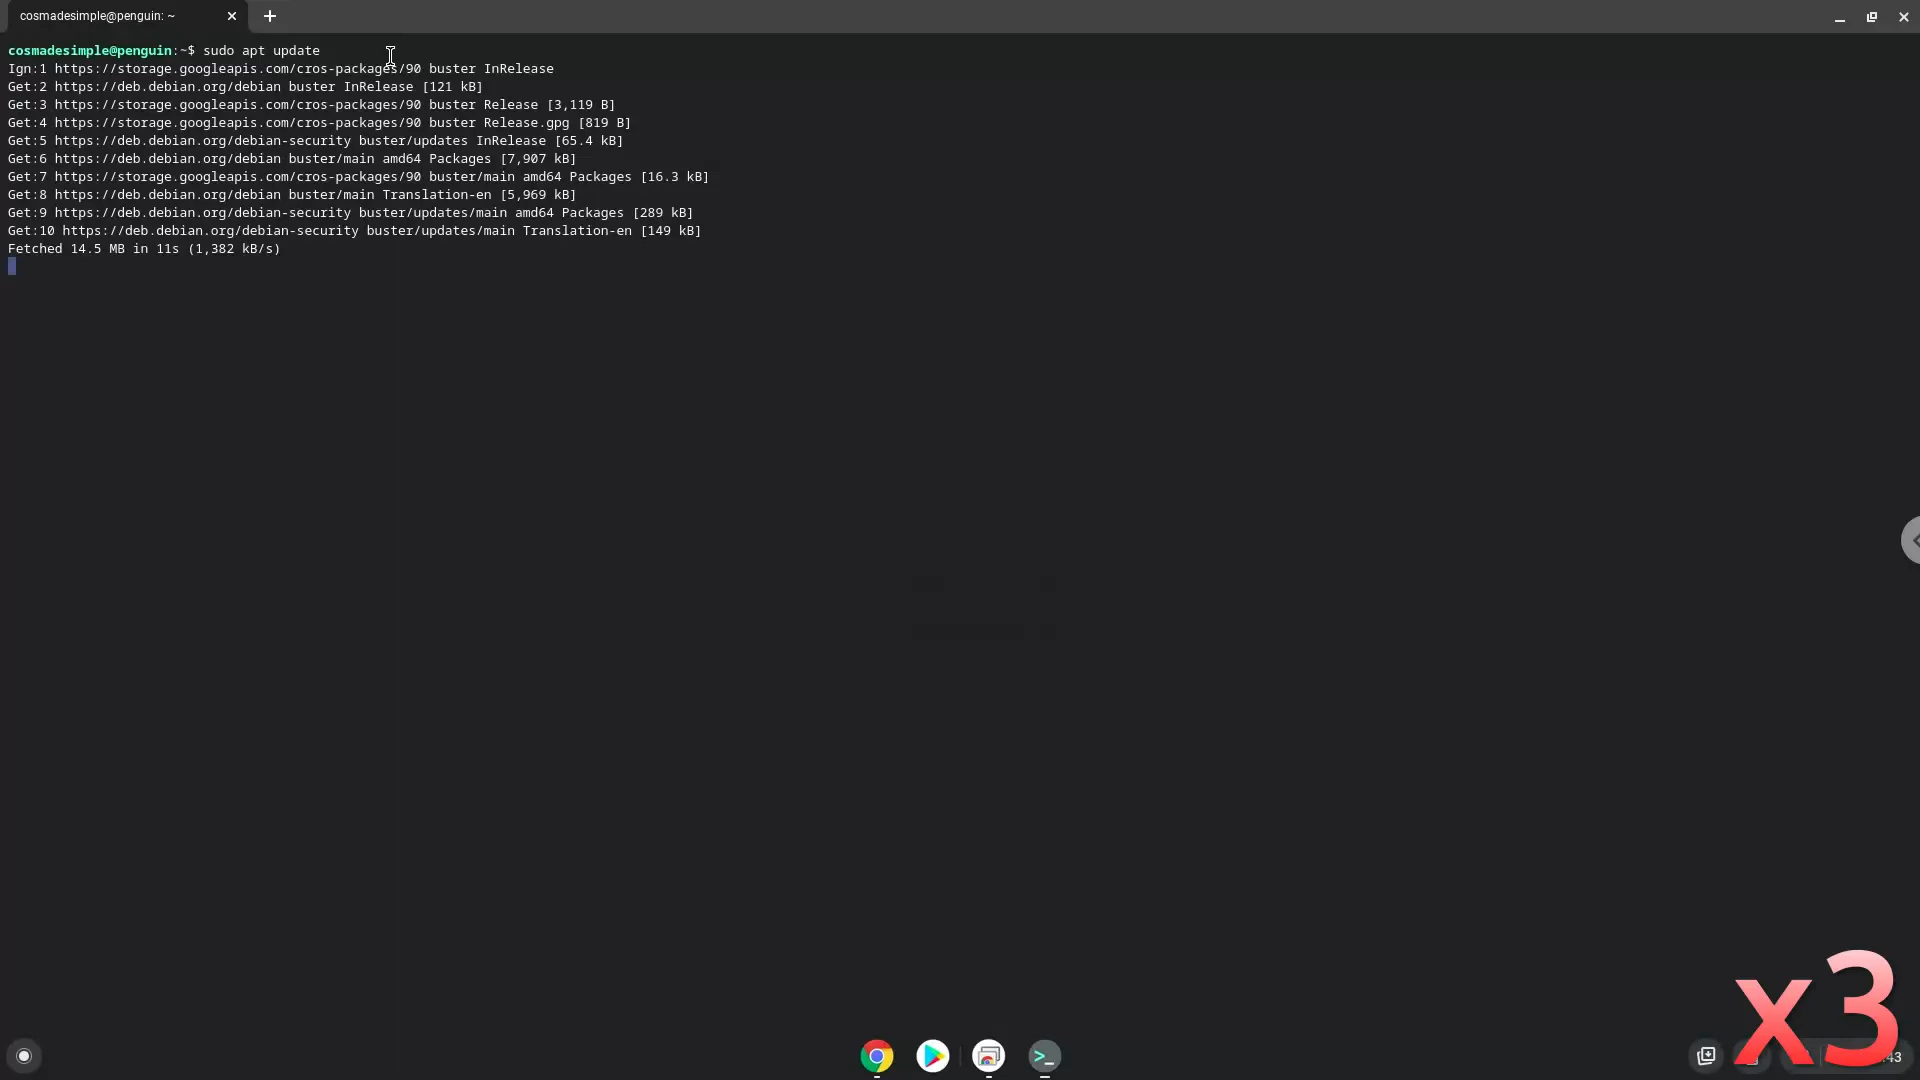 cosmadesimple@penguin: ~
cosmadesimple@penguin:~$ sudo apt update
Ign:1 https://storage.googleapis.com/cros-packages/90 buster InRelease
Get:2 https://deb.debian.org/debian buster InRelease [121 kB]
Get:3 https://storage.googleapis.com/cros-packages/90 buster Release [3,119 B]
Get:4 https://storage.googleapis.com/cros-packages/90 buster Release.gpg [819 B]
Get:5 https://deb.debian.org/debian-security buster/updates InRelease [65.4 kB]
Get:6 https://deb.debian.org/debian buster/main amd64 Packages [7,907 kB]
Get:7 https://storage.googleapis.com/cros-packages/90 buster/main amd64 Packages [16.3 kB]
Get:8 https://deb.debian.org/debian buster/main Translation-en [5,969 kB]
Get:9 https://deb.debian.org/debian-security buster/updates/main amd64 Packages [289 kB]
Get:10 https://deb.debian.org/debian-security buster/updates/main Translation-en [149 kB]
Fetched 14.5 MB in 11s (1,382 kB/s)
x3